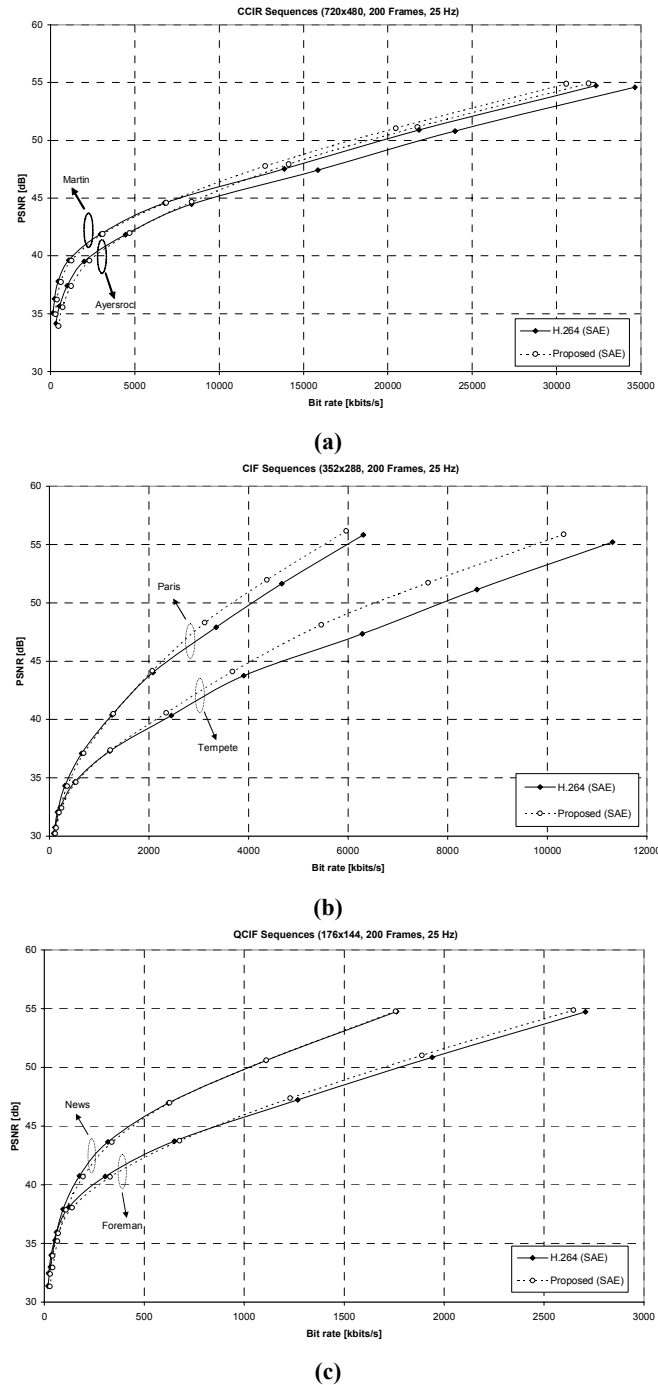 CCIR Sequences (720x480, 200 Frames, 25 Hz)
60
55
50
45
40
35
30
PSNR [dB]
Martin
Ayersroc
H.264 (SAE)
Proposed (SAE)
0 5000 10000 15000 20000 25000 30000 35000
Bit rate [kbits/s]
(a)
CIF Sequences (352x288, 200 Frames, 25 Hz)
60
55
50
45
40
35
30
PSNR [dB]
Paris
Tempete
H.264 (SAE)
Proposed (SAE)
0 2000 4000 6000 8000 10000 12000
Bit rate [kbits/s]
(b)
QCIF Sequences (176x144, 200 Frames, 25 Hz)
60
55
50
45
40
35
30
PSNR [db]
News
Foreman
H.264 (SAE)
Proposed (SAE)
0 500 1000 1500 2000 2500 3000
Bit rate [kbits/s]
(c)